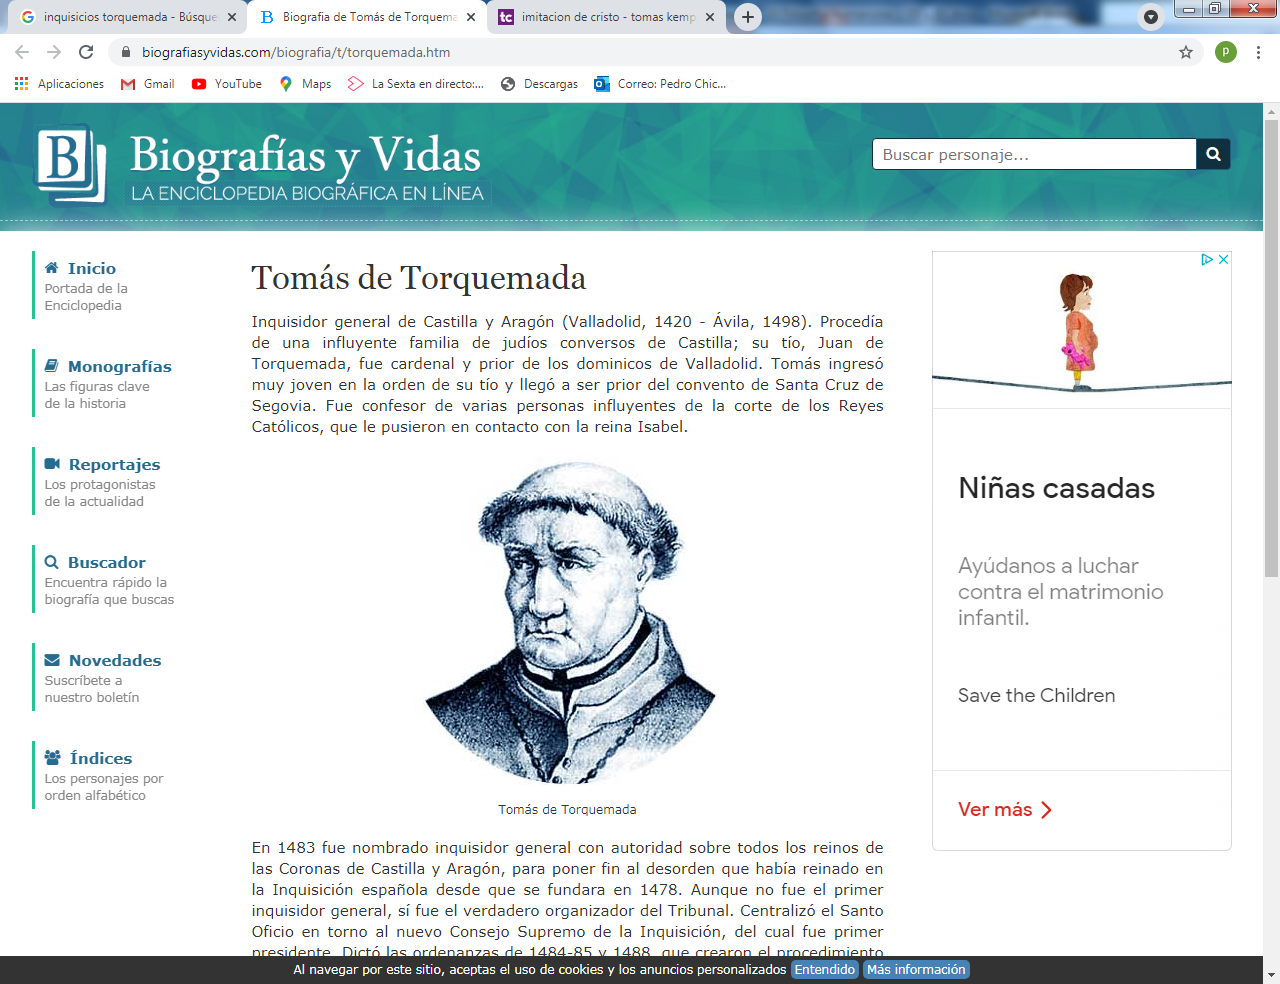 inquisicios torquemada - Búsque
Biografia de Tomás de Torquema
imitacion de cristo - tomas kemp
biografiasyvidas.com/biografia/t/torquemada.htm
P
Aplicaciones
Gmail
YouTube
Maps
La Sexta en directo:...
Descargas
Correo: Pedro Chic...
B
Biografías y Vidas
LA ENCICLOPEDIA BIOGRÁFICA EN LÍNEA
Buscar personaje...
Inicio
Portada de la
Enciclopedia
Monografías
Las figuras clave
de la historia
Reportajes
Los protagonistas
de la actualidad
Buscador
Encuentra rápido la
biografía que buscas
Novedades
Suscríbete a
nuestro boletín
Índices
Los personajes por
orden alfabético
Tomás de Torquemada
Inquisidor general de Castilla y Aragón (Valladolid, 1420 - Ávila, 1498). Procedía
de una influyente familia de judíos conversos de Castilla; su tío, Juan de
Torquemada, fue cardenal y prior de los dominicos de Valladolid. Tomás ingresó
muy joven en la orden de su tío y llegó a ser prior del convento de Santa Cruz de
Segovia. Fue confesor de varias personas influyentes de la corte de los Reyes
Católicos, que le pusieron en contacto con la reina Isabel.
Tomás de Torquemada
En 1483 fue nombrado inquisidor general con autoridad sobre todos los reinos de
las Coronas de Castilla y Aragón, para poner fin al desorden que había reinado en
la Inquisición española desde que se fundara en 1478. Aunque no fue el primer
inquisidor general, sí fue el verdadero organizador del Tribunal. Centralizó el Santo
Oficio en torno al nuevo Consejo Supremo de la Inquisición, del cual fue primer
presidente. Dictó las ordenanzas de 1484-85 y 1488, que crearon el procedimiento
Niñas casadas
Ayúdanos a luchar
contra el matrimonio
infantil.
Save the Children
Ver más
Al navegar por este sitio, aceptas el uso de cookies y los anuncios personalizados Entendido Más información